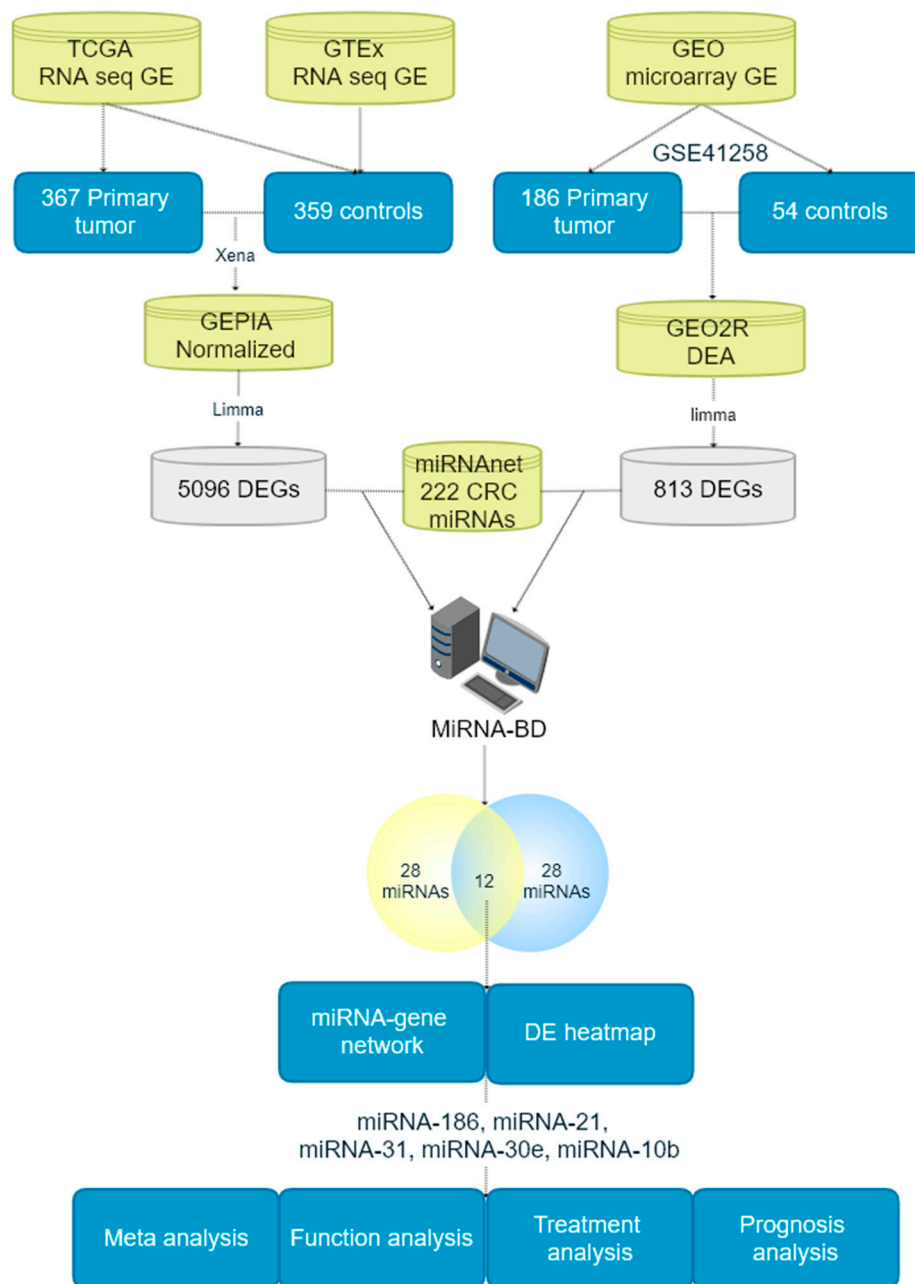 TCGA
RNA seq GE
GTEx
RNA seq GE
GEO
microarray GE
GSE41258
367 Primary
tumor
359 controls
186 Primary
tumor
54 controls
Xena
GEPIA
Normalized
GEO2R
DEA
Limma
limma
5096 DEGs
miRNAnet
222 CRC
miRNAs
813 DEGs
MiRNA-BD
28
miRNAs
12
28
miRNAs
miRNA-gene
network
DE heatmap
miRNA-186, miRNA-21,
miRNA-31, miRNA-30e, miRNA-10b
Meta analysis
Function analysis
Treatment
analysis
Prognosis
analysis